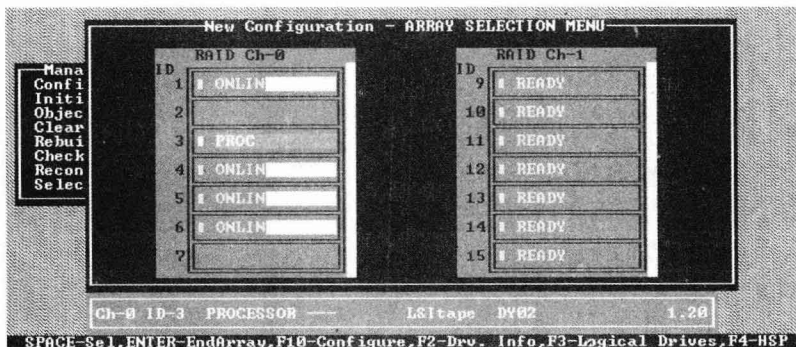 New Configuration - ARRAY SELECTION MENU
RAID Ch-0
RAID Ch-1
Mana
Confi
Initi
Objec
Clear
Rebui
Check
Recon
Selec
ID
1 ONLIN
2
3 PROC
4 ONLIN
5 ONLIN
6 ONLIN
7
ID
9 READY
10 READY
11 READY
12 READY
13 READY
14 READY
15 READY
Ch-0 ID-3 PROCESSOR --- LSItape DY02 1.20
SPACE-Sel,ENTER-EndArray,F10-Configure,F2-Drv. Info,F3-Logical Drives,F4-HSP